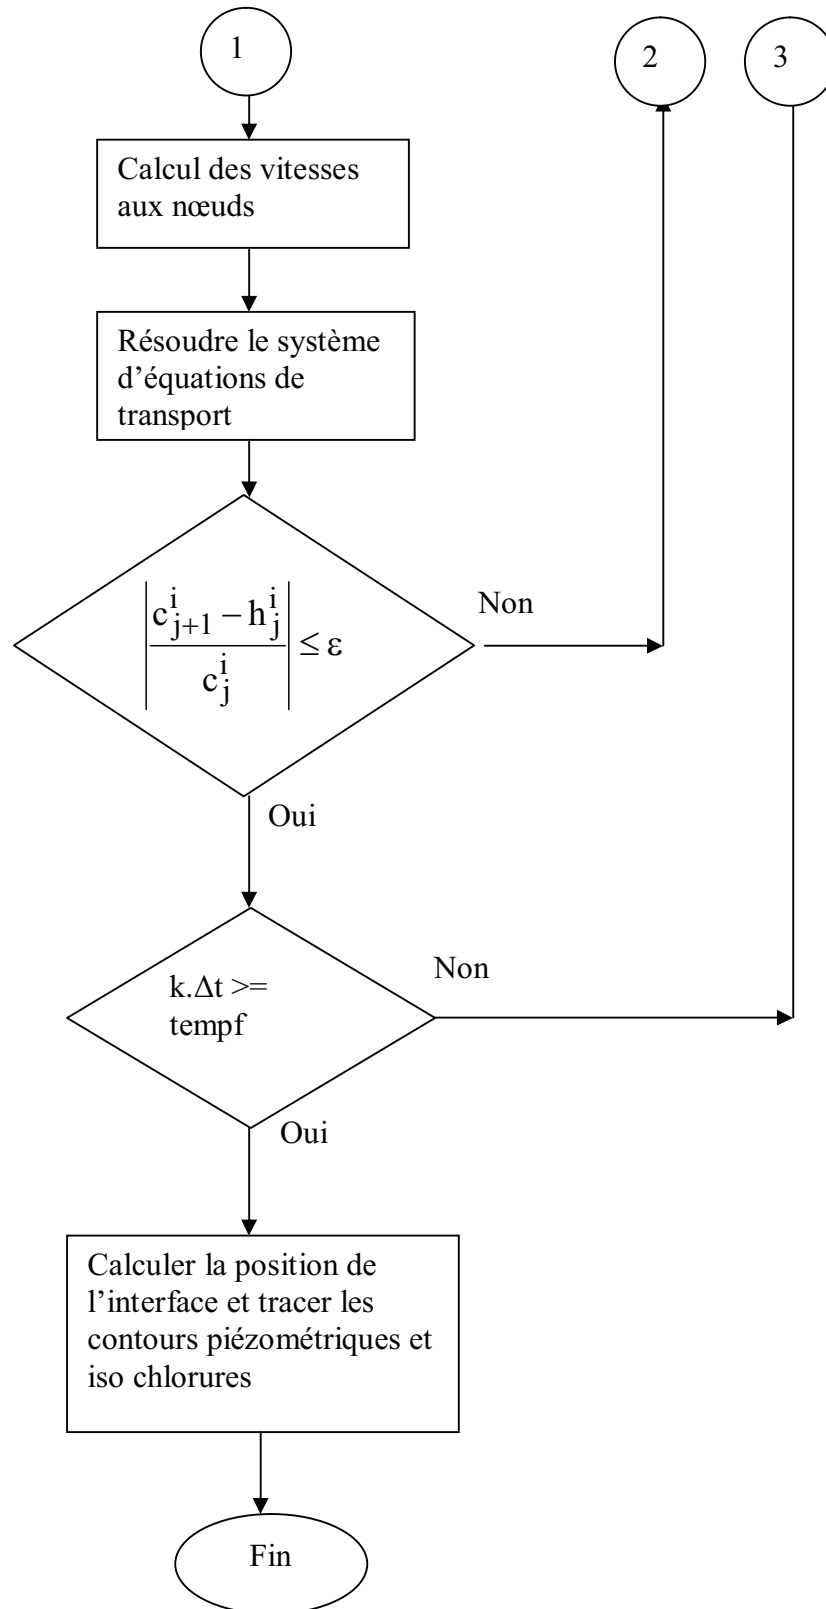 1
2
3
Calcul des vitesses
aux nœuds
Résoudre le système
d’équations de
transport
|(c^i_{j+1} − h^i_j) / c^i_j| ≤ ε
Non
Oui
k.Δt >=
tempf
Non
Oui
Calculer la position de
l’interface et tracer les
contours piézométriques et
iso chlorures
Fin